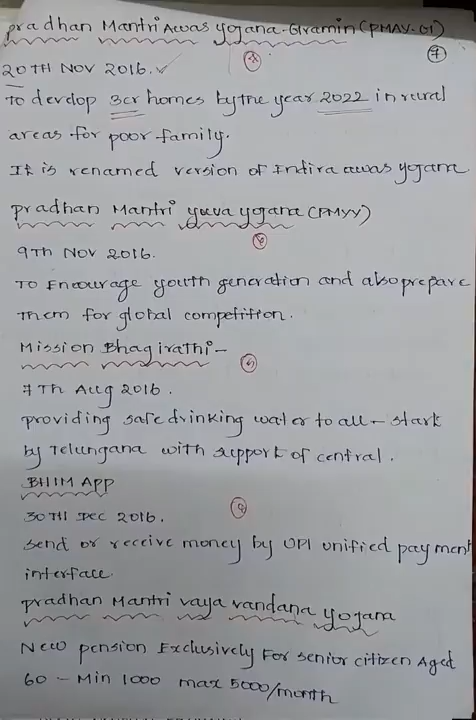 Pradhan Mantri Awas Yojana-Gramin (PMAY-G)
7
20TH NOV 2016.
To develop 3cr homes by the year 2022 in rural
areas for poor family.
It is renamed version of Indira awas yojana
Pradhan Mantri yuva yojana (PMYY)
9Th NOV 2016.
To Encourage youth generation and also prepare
them for global competition.
Mission Bhagirathi-
7Th Aug 2016.
providing safe drinking water to all - start
by Telungana with support of central.
BHIM APP
30TH Dec 2016.
send or receive money by UPI unified payment
interface.
Pradhan Mantri vaya vandana yojana
New pension Exclusively For senior citizen Aged
60 - Min 1000 max 5000/month